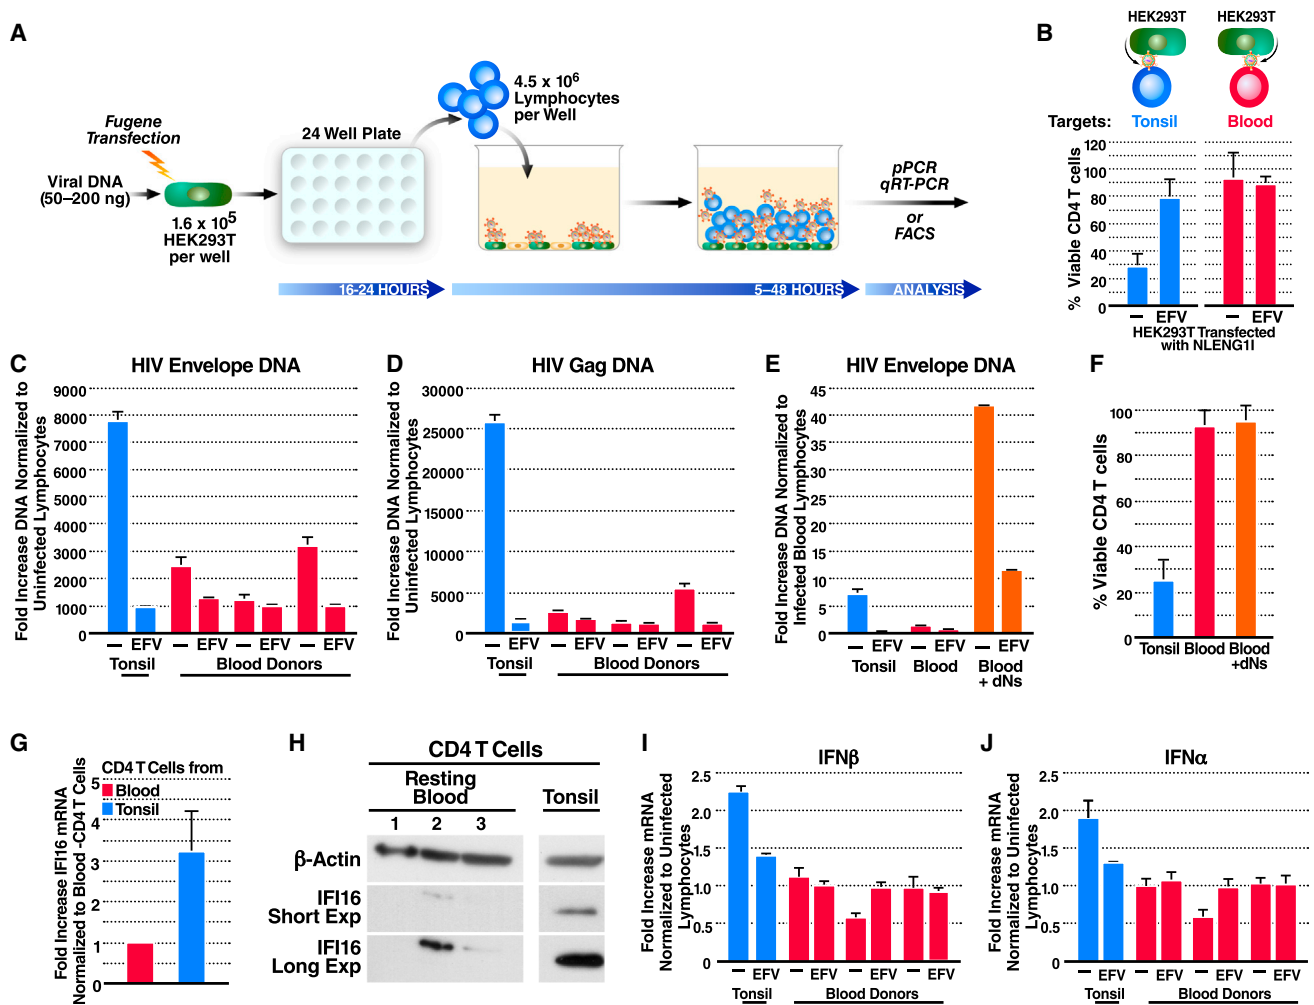 A
Fugene
Transfection
Viral DNA
(50–200 ng)
1.6 x 10⁵
HEK293T
per well
24 Well Plate
4.5 x 10⁶
Lymphocytes
per Well
pPCR
qRT-PCR
or
FACS
16-24 HOURS
5–48 HOURS
ANALYSIS
B
HEK293T
HEK293T
Targets:
Tonsil
Blood
% Viable CD4 T cells
120
100
80
60
40
20
0
– EFV
– EFV
HEK293T Transfected
with NLENG1I
C
HIV Envelope DNA
Fold Increase DNA Normalized to
Uninfected Lymphocytes
9000
8000
7000
6000
5000
4000
3000
2000
1000
0
– EFV – EFV – EFV – EFV
Tonsil
Blood Donors
D
HIV Gag DNA
Fold Increase DNA Normalized to
Uninfected Lymphocytes
30000
25000
20000
15000
10000
5000
0
– EFV – EFV – EFV – EFV
Tonsil
Blood Donors
E
HIV Envelope DNA
Fold Increase DNA Normalized to
Infected Blood Lymphocytes
45
40
35
30
25
20
15
10
5
0
– EFV – EFV – EFV
Tonsil
Blood
Blood
+ dNs
F
% Viable CD4 T cells
100
80
60
40
20
0
Tonsil
Blood
Blood
+dNs
G
CD4 T Cells from
Blood
Tonsil
Fold Increase IFI16 mRNA
Normalized to Blood -CD4 T Cells
5
4
3
2
1
0
H
CD4 T Cells
Resting
Blood
Tonsil
1 2 3
β-Actin
IFI16
Short Exp
IFI16
Long Exp
I
IFNβ
Fold Increase mRNA
Normalized to Uninfected
Lymphocytes
2.5
2.0
1.5
1.0
0.5
0
– EFV – EFV – EFV – EFV
Tonsil
Blood Donors
J
IFNα
Fold Increase mRNA
Normalized to Uninfected
Lymphocytes
2.5
2.0
1.5
1.0
0.5
0
– EFV – EFV – EFV – EFV
Tonsil
Blood Donors